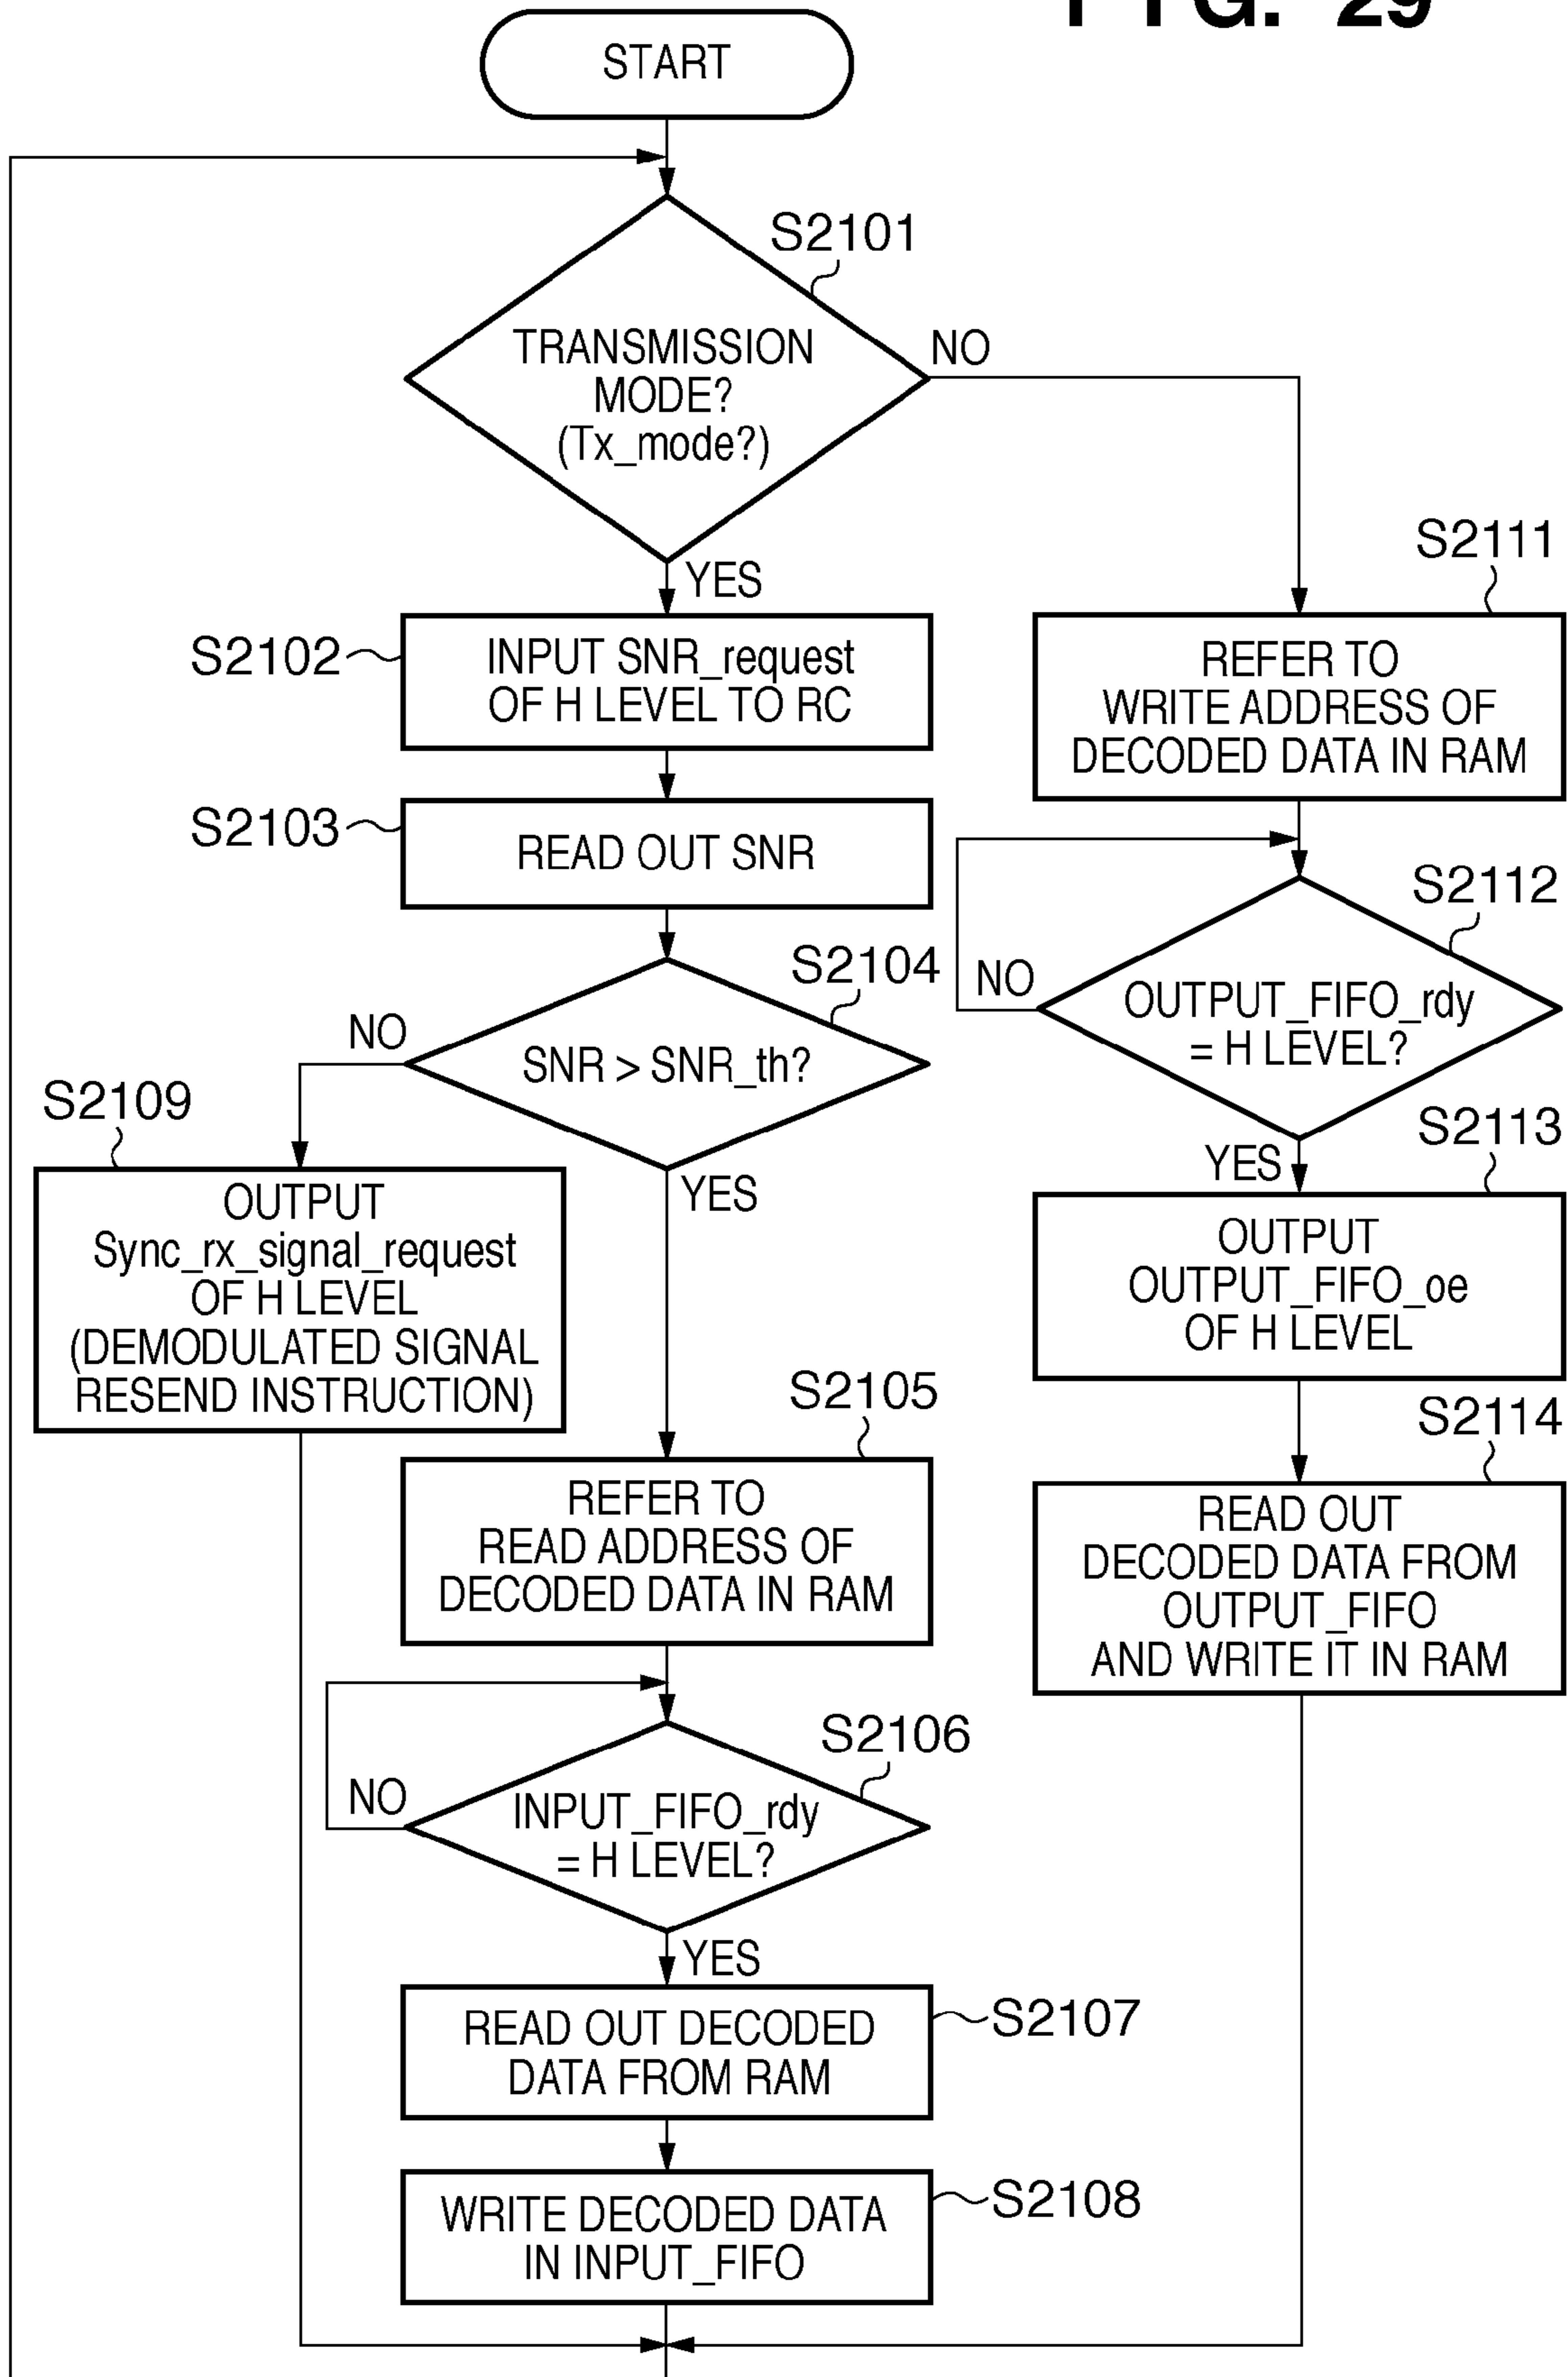 FIG. 29
START
S2101
TRANSMISSION
MODE?
(Tx_mode?)
NO
YES
S2111
S2102
INPUT SNR_request
OF H LEVEL TO RC
REFER TO
WRITE ADDRESS OF
DECODED DATA IN RAM
S2103
READ OUT SNR
S2112
NO
OUTPUT_FIFO_rdy
= H LEVEL?
S2104
NO
SNR > SNR_th?
YES
S2109
OUTPUT
Sync_rx_signal_request
OF H LEVEL
(DEMODULATED SIGNAL
RESEND INSTRUCTION)
S2113
YES
OUTPUT
OUTPUT_FIFO_oe
OF H LEVEL
S2105
REFER TO
READ ADDRESS OF
DECODED DATA IN RAM
S2114
READ OUT
DECODED DATA FROM
OUTPUT_FIFO
AND WRITE IT IN RAM
S2106
NO
INPUT_FIFO_rdy
= H LEVEL?
YES
READ OUT DECODED
DATA FROM RAM
S2107
WRITE DECODED DATA
IN INPUT_FIFO
S2108